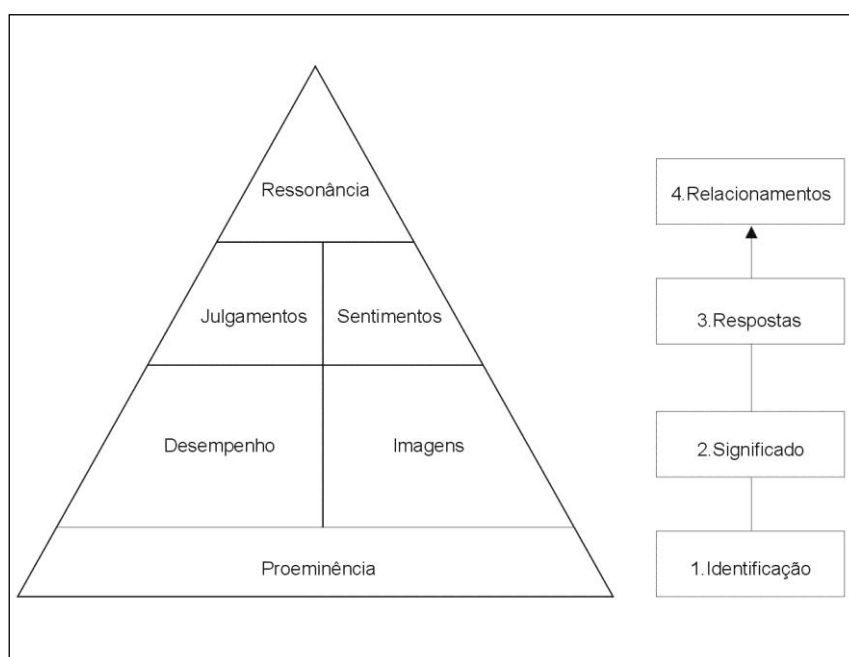 Ressonância
Julgamentos
Sentimentos
Desempenho
Imagens
Proeminência
4.Relacionamentos
3.Respostas
2.Significado
1.Identificação